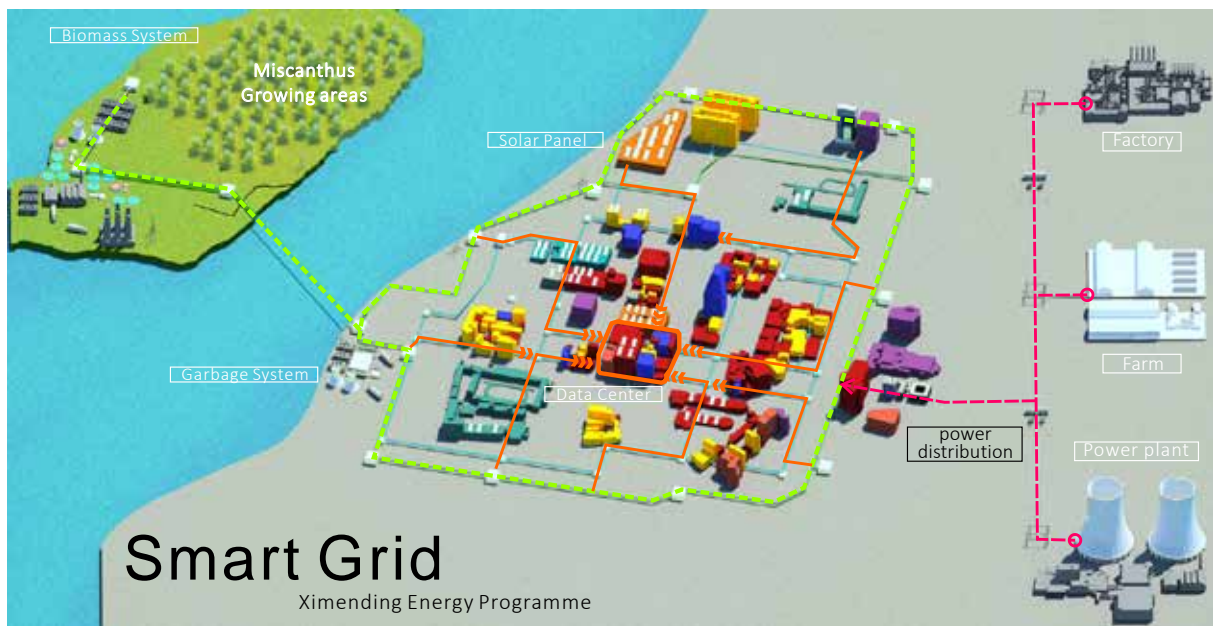 Biomass System
Miscanthus
Growing areas
Solar Panel
Factory
Garbage System
Data Center
Farm
power
distribution
Power plant
Smart Grid
Ximending Energy Programme